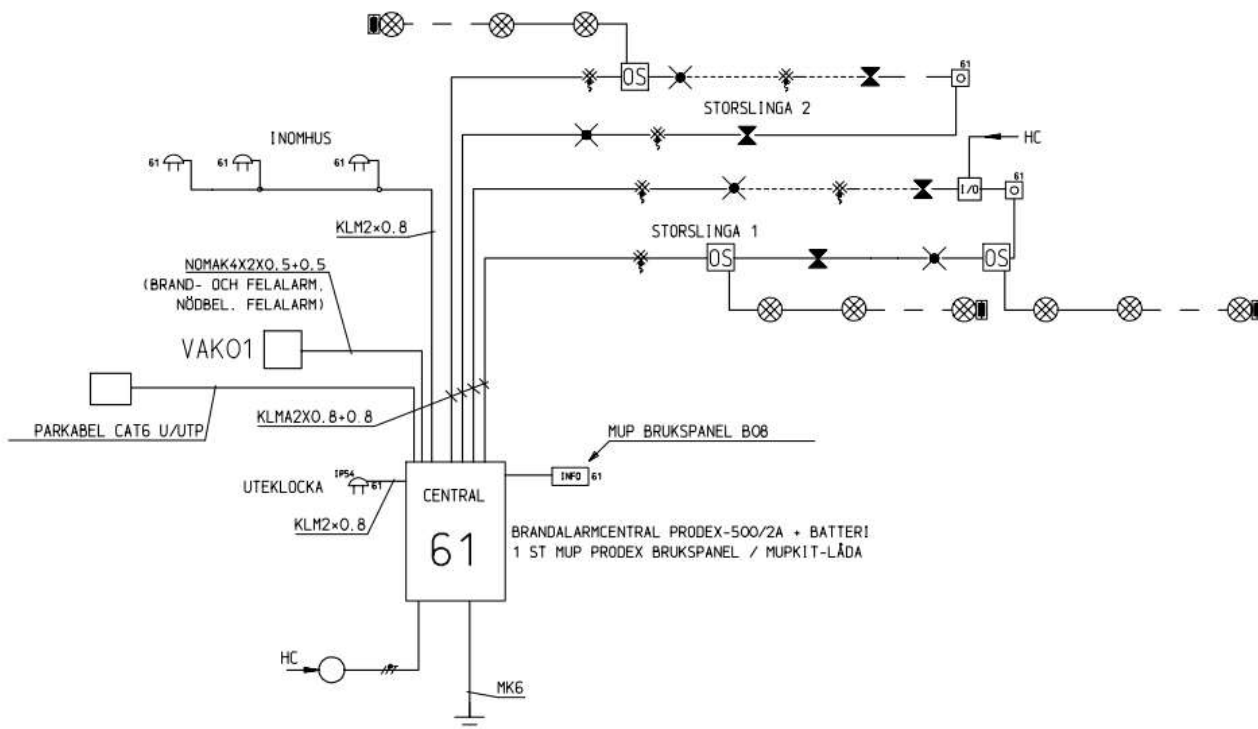 61
OS
STORSLINGA 2
INOMHUS
HC
61
61
61
61
I/O
KLM2×0.8
STORSLINGA 1
NOMAK4X2X0.5+0.5
OS
OS
(BRAND- OCH FELALARM,
NÖDBEL. FELALARM)
VAK01
KLMA2X0.8+0.8
PARKABEL CAT6 U/UTP
MUP BRUKSPANEL B08
IP54
INFO
61
UTEKLOCKA
61
CENTRAL
KLM2×0.8
61
BRANDALARMCENTRAL PRODEX-500/2A + BATTERI
1 ST MUP PRODEX BRUKSPANEL / MUPKIT-LÅDA
HC
MK6